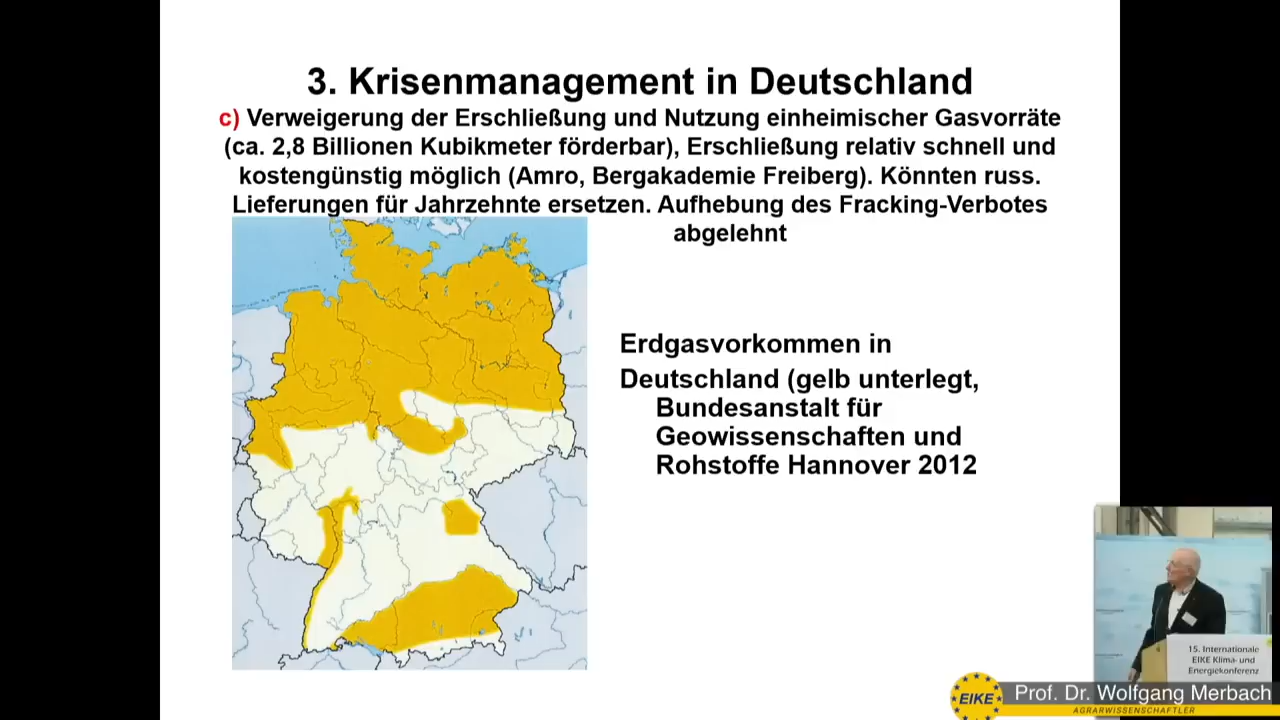 3. Krisenmanagement in Deutschland
c) Verweigerung der Erschließung und Nutzung einheimischer Gasvorräte
(ca. 2,8 Billionen Kubikmeter förderbar), Erschließung relativ schnell und
kostengünstig möglich (Amro, Bergakademie Freiberg). Könnten russ.
Lieferungen für Jahrzehnte ersetzen. Aufhebung des Fracking-Verbotes
abgelehnt
Erdgasvorkommen in
Deutschland (gelb unterlegt,
Bundesanstalt für
Geowissenschaften und
Rohstoffe Hannover 2012
15. Internationale
EIKE Klima- und
Energiekonferenz
EIKE
Prof. Dr. Wolfgang Merbach
AGRARWISSENSCHAFTLER